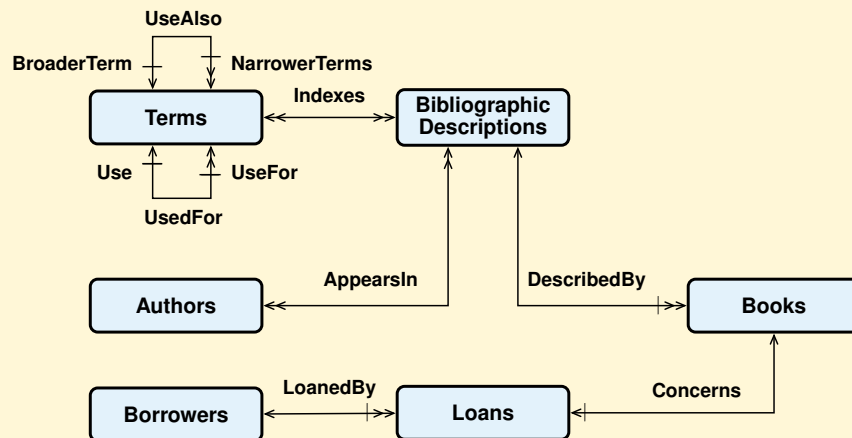 UseAlso
BroaderTerm
NarrowerTerms
Indexes
Terms
Bibliographic
Descriptions
Use
UseFor
UsedFor
AppearsIn
DescribedBy
Authors
Books
LoanedBy
Concerns
Borrowers
Loans